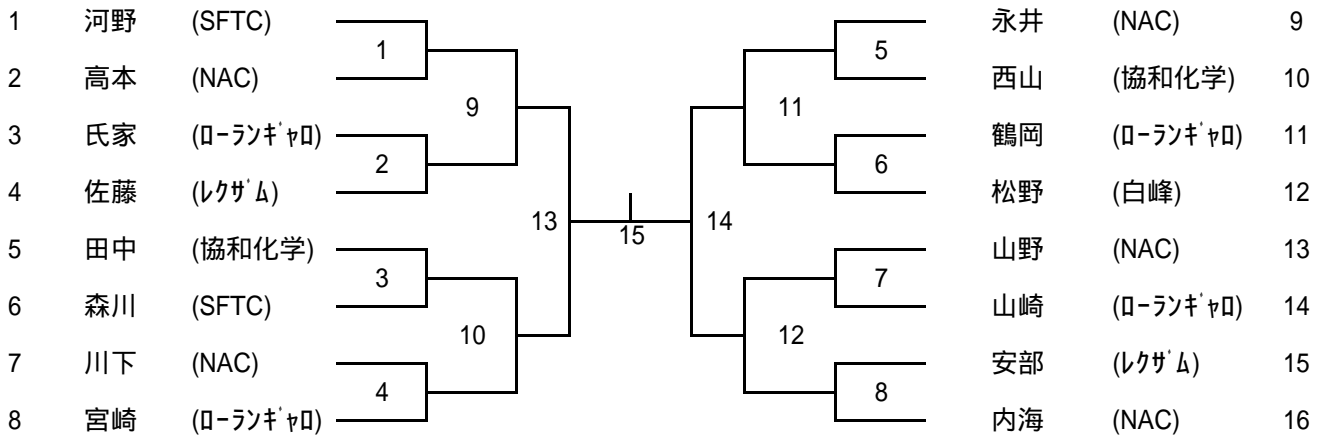 1 河野 (SFTC)
2 高本 (NAC)
3 氏家 (ﾛｰﾗﾝｷﾞｬﾛ)
4 佐藤 (ﾚｸｻﾞﾑ)
5 田中 (協和化学)
6 森川 (SFTC)
7 川下 (NAC)
8 宮崎 (ﾛｰﾗﾝｷﾞｬﾛ)
1
2
3
4
9
10
13
15
14
11
12
5
6
7
8
永井 (NAC) 9
西山 (協和化学) 10
鶴岡 (ﾛｰﾗﾝｷﾞｬﾛ) 11
松野 (白峰) 12
山野 (NAC) 13
山崎 (ﾛｰﾗﾝｷﾞｬﾛ) 14
安部 (ﾚｸｻﾞﾑ) 15
内海 (NAC) 16